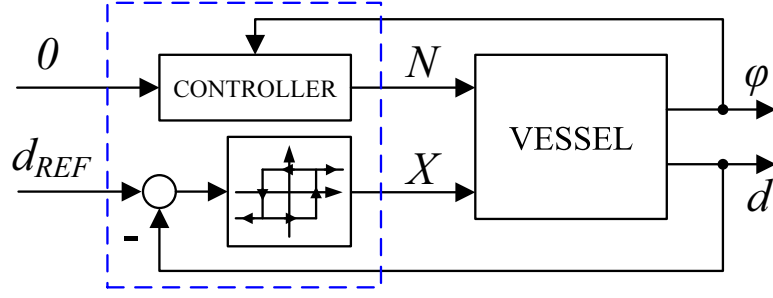 0
N
CONTROLLER
φ
VESSEL
d_REF
X
d
-